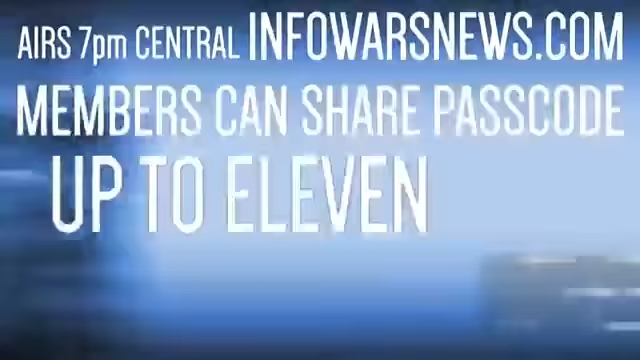 AIRS 7pm CENTRAL INFOWARSNEWS.COM
MEMBERS CAN SHARE PASSCODE
UP TO ELEVEN